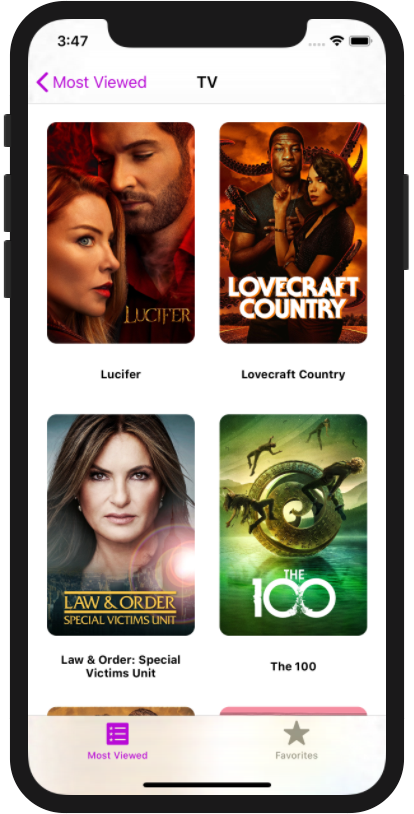 3:47
Most Viewed
TV
LUCIFER
LOVECRAFT
COUNTRY
Lucifer
Lovecraft Country
LAW & ORDER
SPECIAL VICTIMS UNIT
THE
100
Law & Order: Special
Victims Unit
The 100
Most Viewed
Favorites